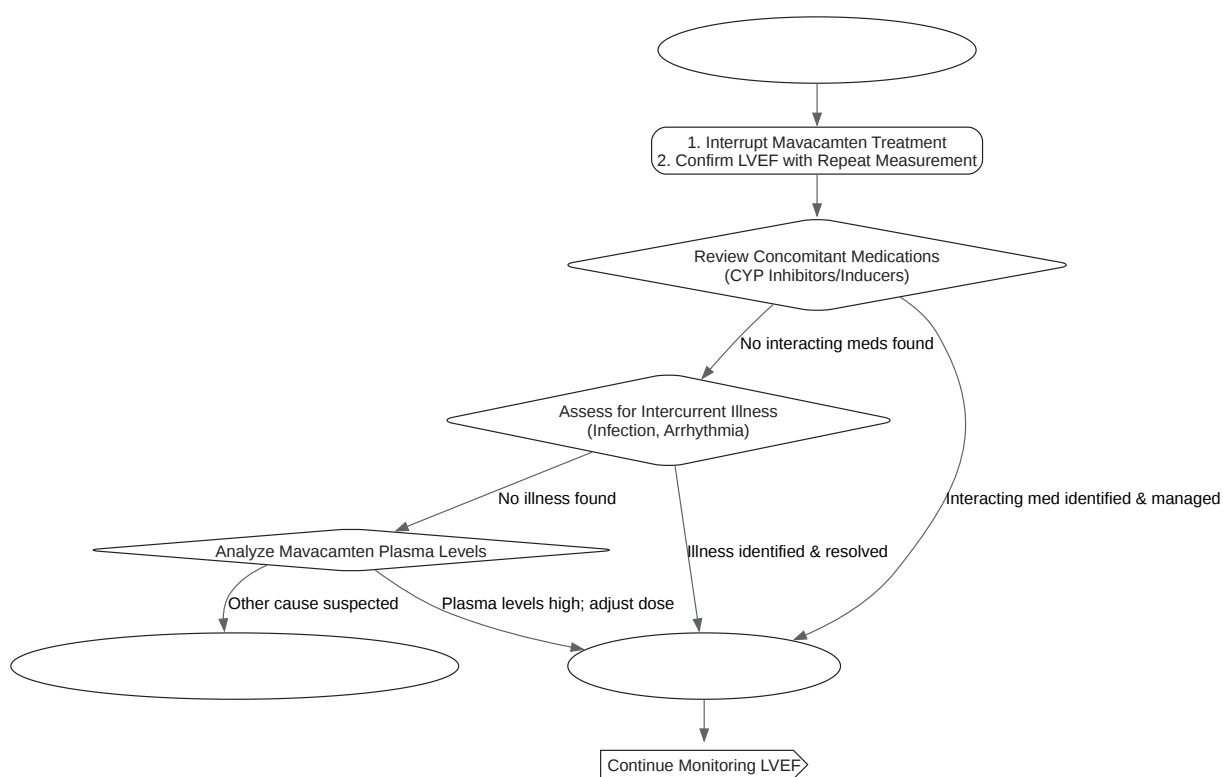 1. Interrupt Mavacamten Treatment
2. Confirm LVEF with Repeat Measurement
Review Concomitant Medications
(CYP Inhibitors/Inducers)
No interacting meds found
Assess for Intercurrent Illness
(Infection, Arrhythmia)
No illness found
Interacting med identified & managed
Analyze Mavacamten Plasma Levels
Illness identified & resolved
Other cause suspected
Plasma levels high; adjust dose
Continue Monitoring LVEF